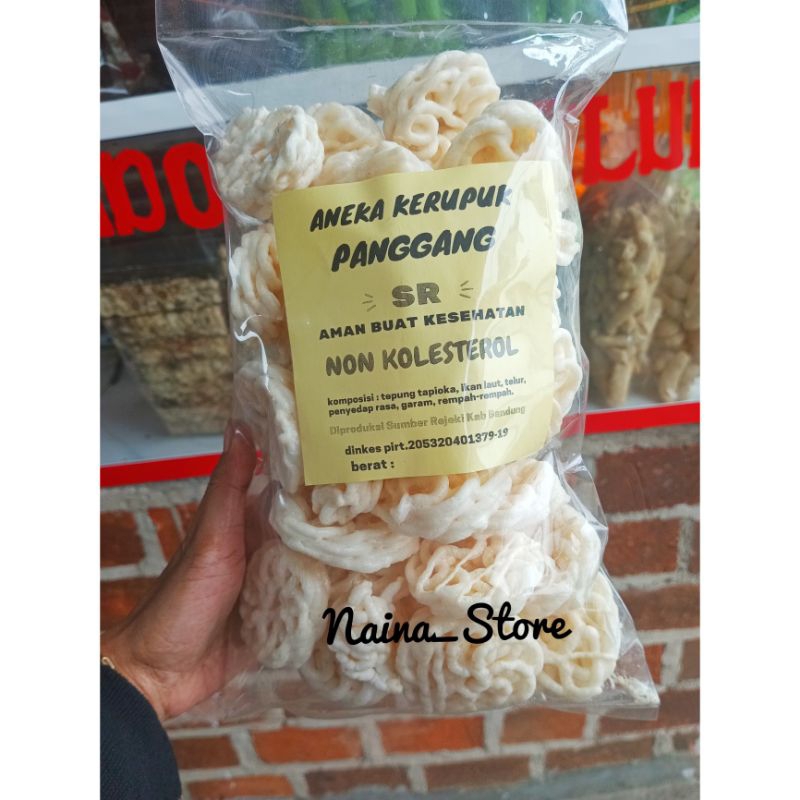 ANEKA KERUPUK
PANGGANG
SR
AMAN BUAT KESEHATAN
NON KOLESTEROL
komposisi : tepung tapioka, ikan laut, telur,
penyedap rasa, garam, rempah-rempah.
Diproduksi Sumber Rejeki Kab Bandung
dinkes pirt.205320401379-19
berat :
Naina_Store